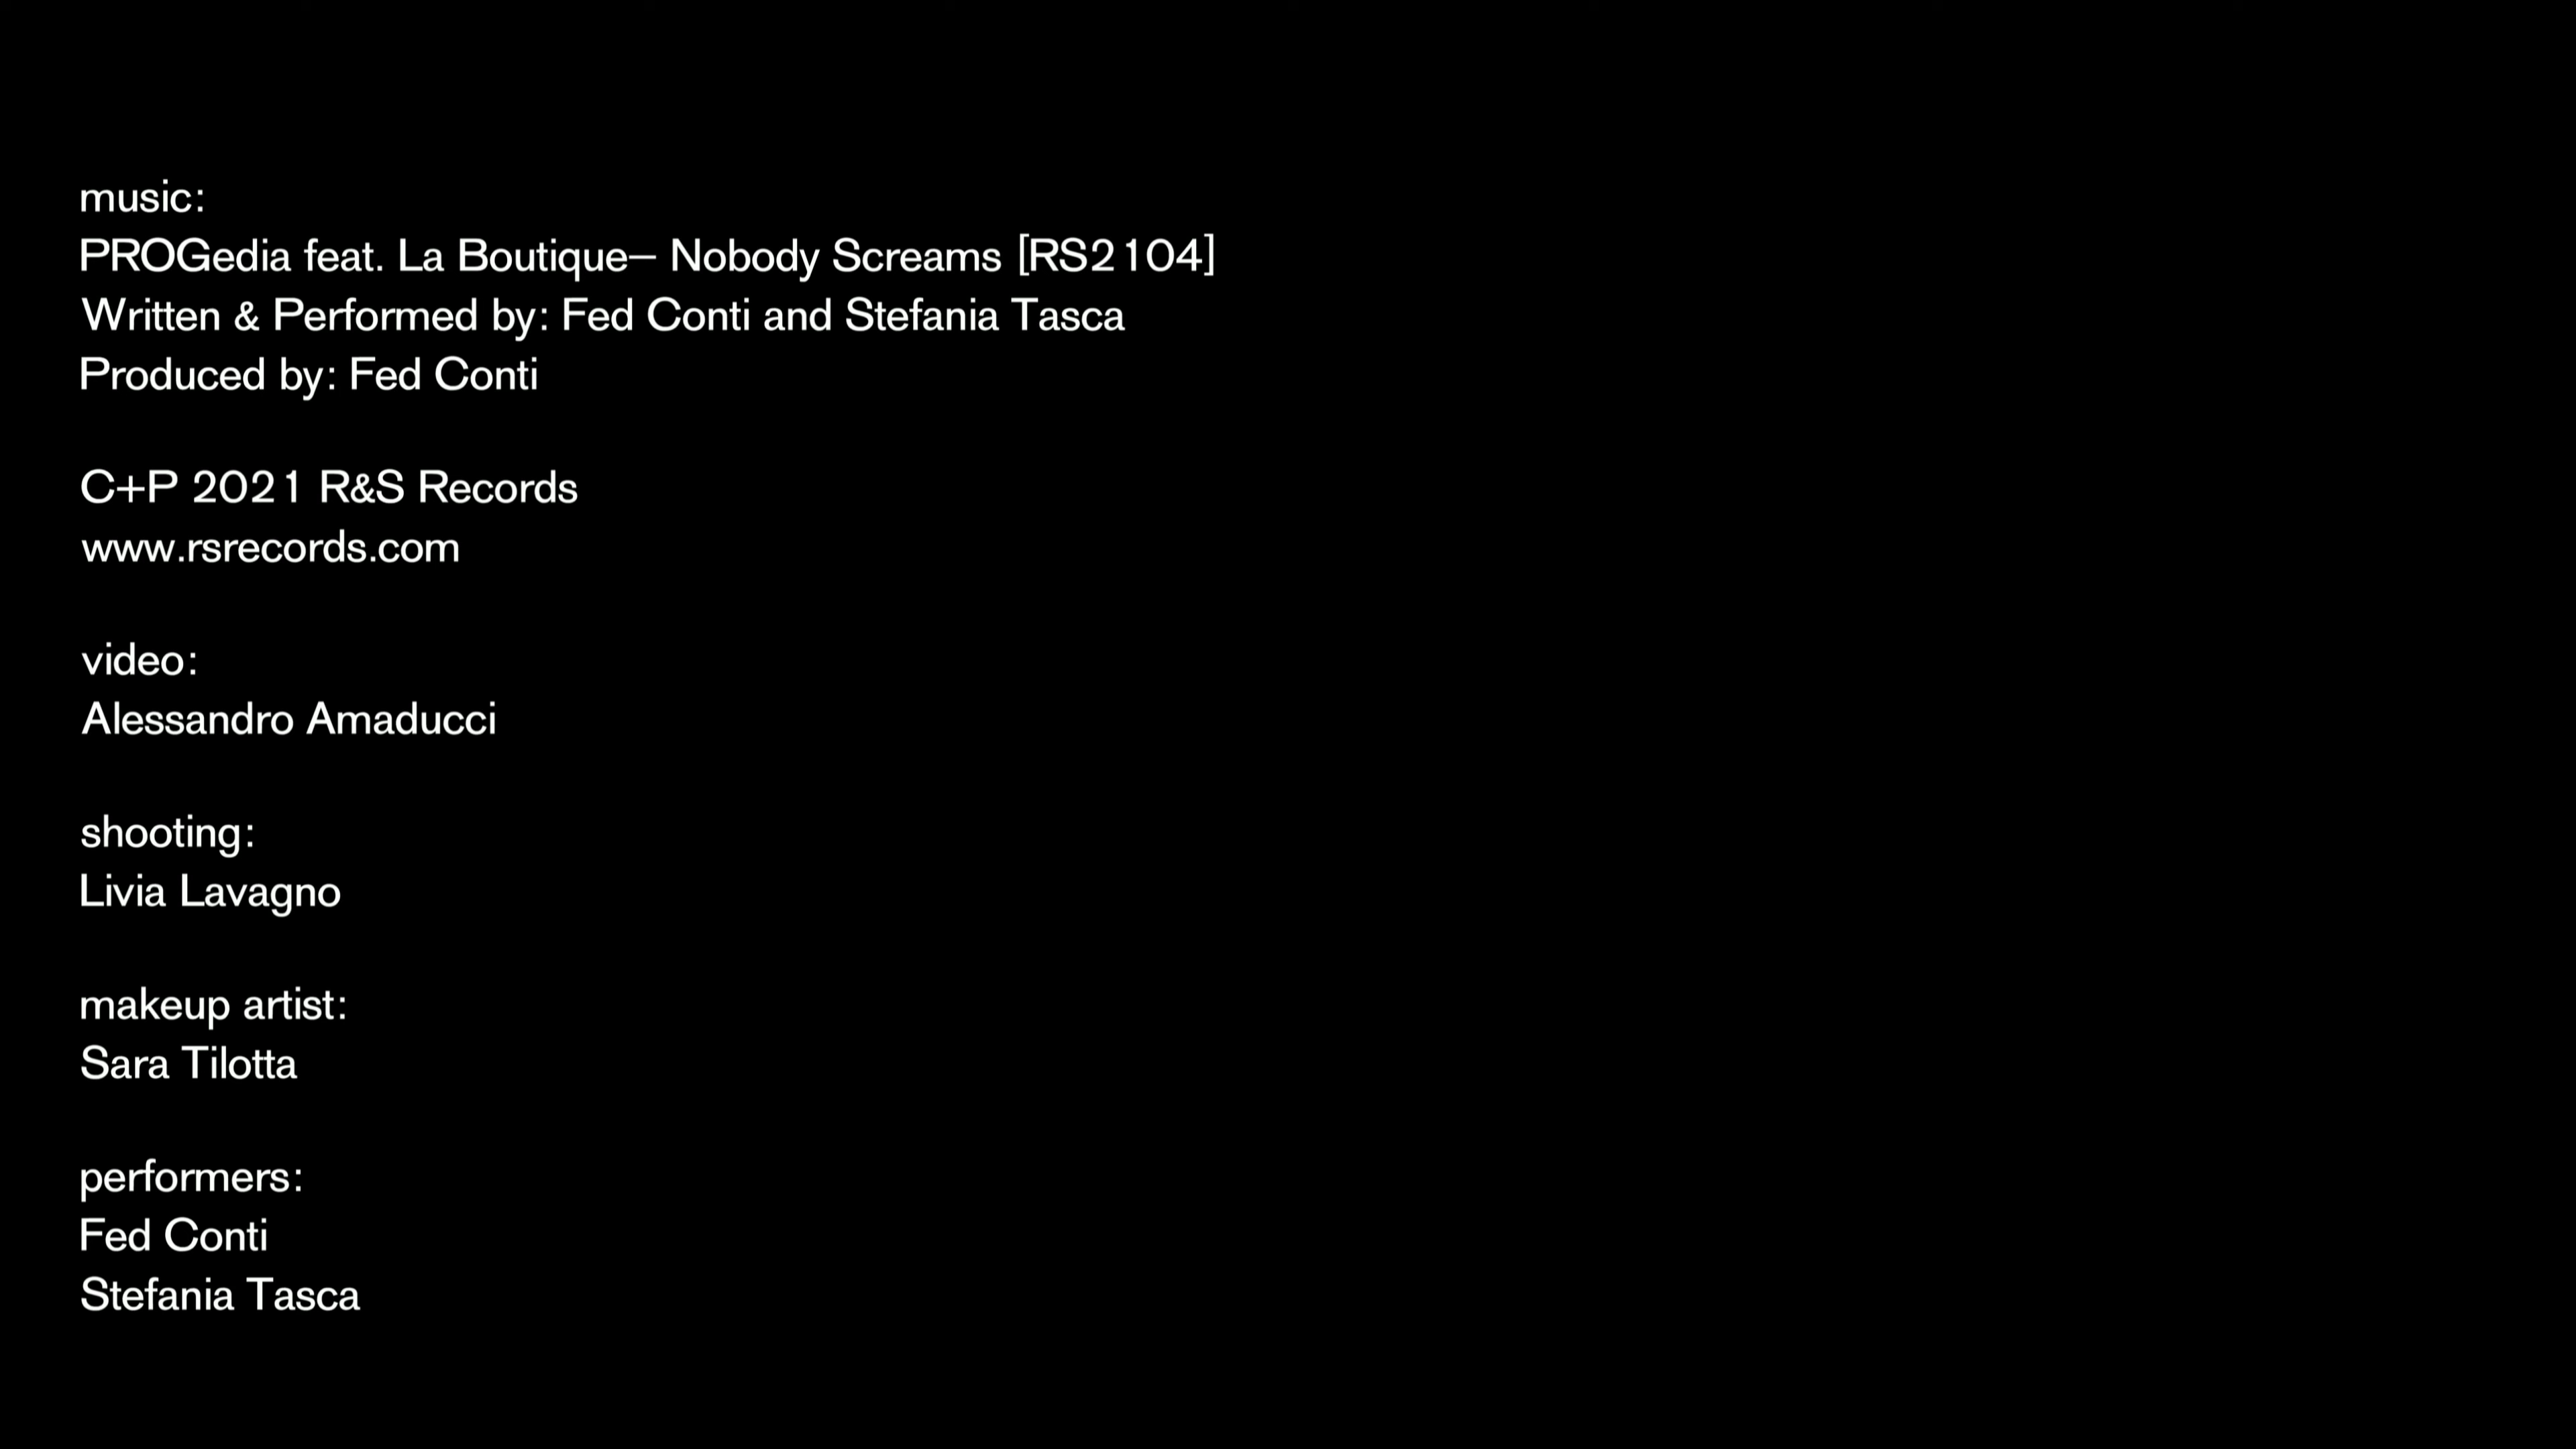 music:
PROGedia feat. La Boutique— Nobody Screams [RS2104]
Written & Performed by: Fed Conti and Stefania Tasca
Produced by: Fed Conti
C+P 2021 R&S Records
www.rsrecords.com
video:
Alessandro Amaducci
shooting:
Livia Lavagno
makeup artist:
Sara Tilotta
performers:
Fed Conti
Stefania Tasca